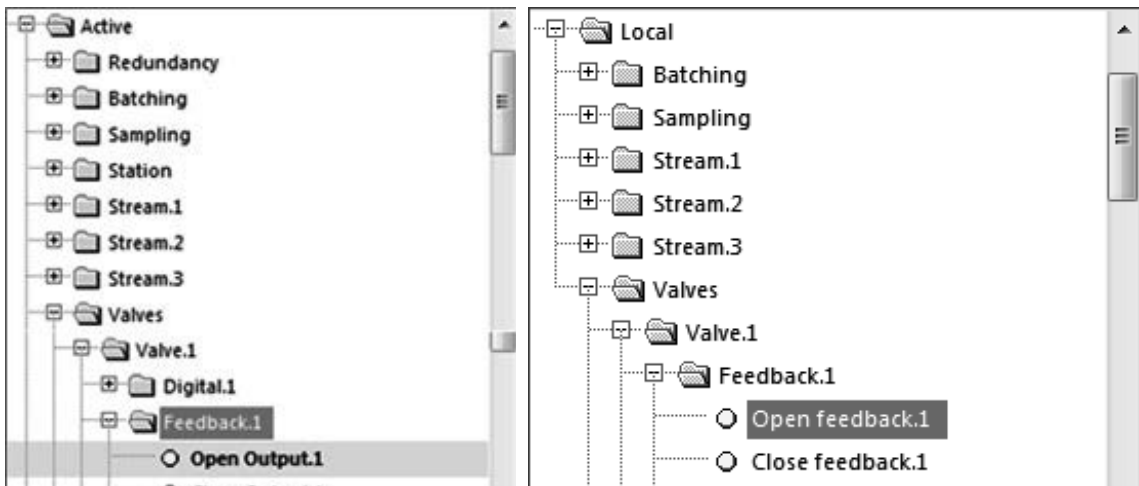 Active
Redundancy
Batching
Sampling
Station
Stream.1
Stream.2
Stream.3
Valves
Valve.1
Digital.1
Feedback.1
Open Output.1
Local
Batching
Sampling
Stream.1
Stream.2
Stream.3
Valves
Valve.1
Feedback.1
Open feedback.1
Close feedback.1